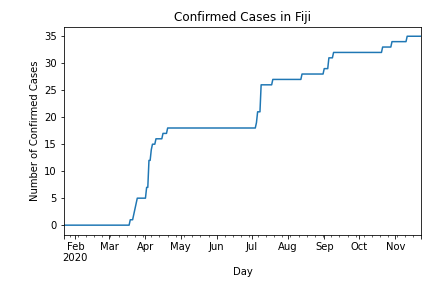 Confirmed Cases in Fiji
Number of Confirmed Cases
35
30
25
20
15
10
5
0
Feb Mar Apr May Jun Jul Aug Sep Oct Nov
2020
Day